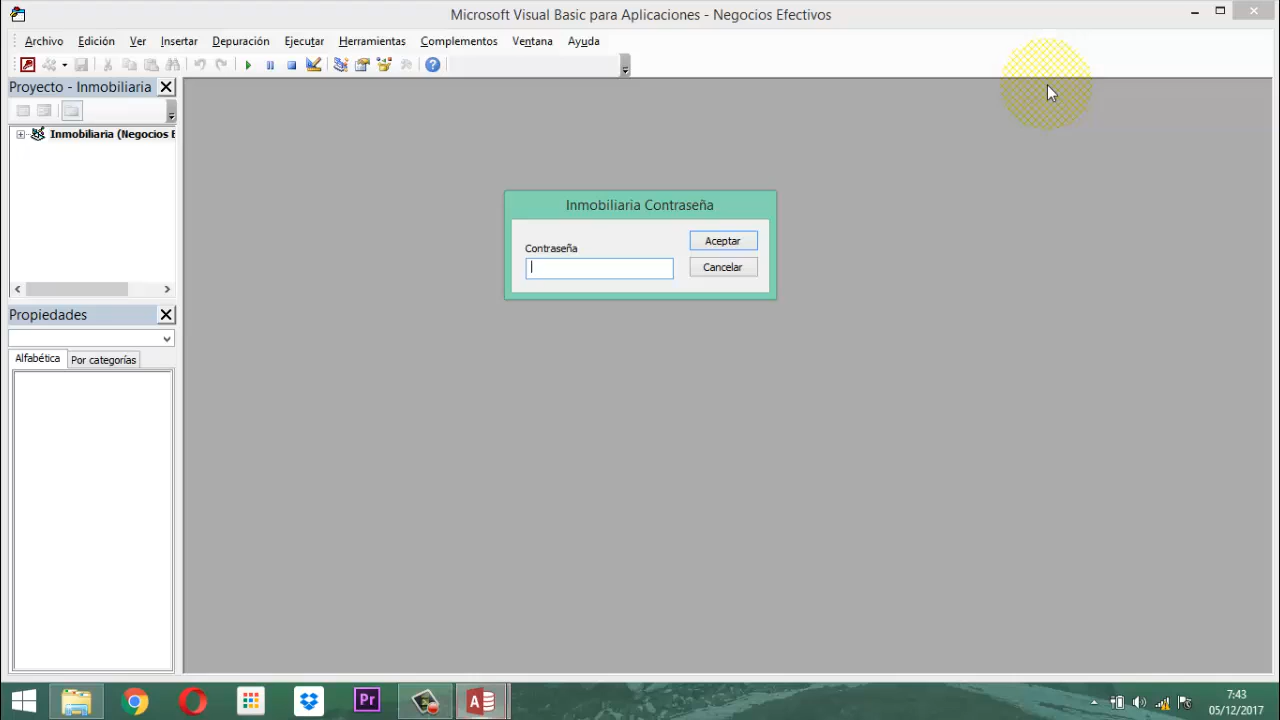 Microsoft Visual Basic para Aplicaciones - Negocios Efectivos
Archivo Edición Ver Insertar Depuración Ejecutar Herramientas Complementos Ventana Ayuda
Proyecto - Inmobiliaria
Inmobiliaria (Negocios E
Inmobiliaria Contraseña
Contraseña
Aceptar
Cancelar
Propiedades
Alfabética Por categorías
Pr
7:43
05/12/2017